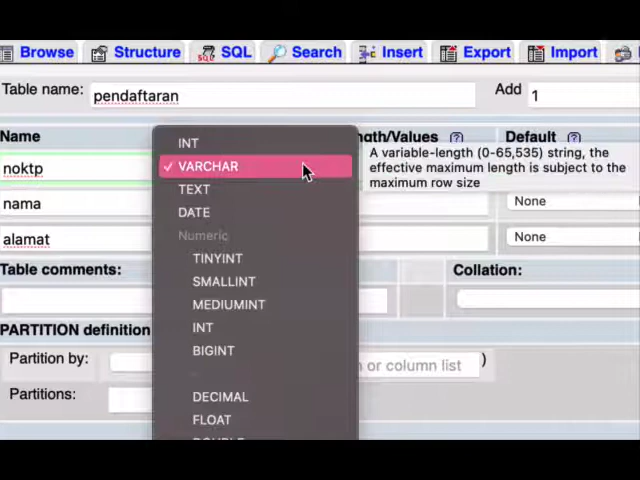 Browse Structure SQL Search Insert Export Import
Table name: pendaftaran Add 1
Name Length/Values Default
noktp
nama None
alamat None
Table comments: Collation:
PARTITION definition
Partition by: n or column list )
Partitions:
INT
✓ VARCHAR
TEXT
DATE
Numeric
TINYINT
SMALLINT
MEDIUMINT
INT
BIGINT
-
DECIMAL
FLOAT
DOUBLE
A variable-length (0-65,535) string, the
effective maximum length is subject to the
maximum row size